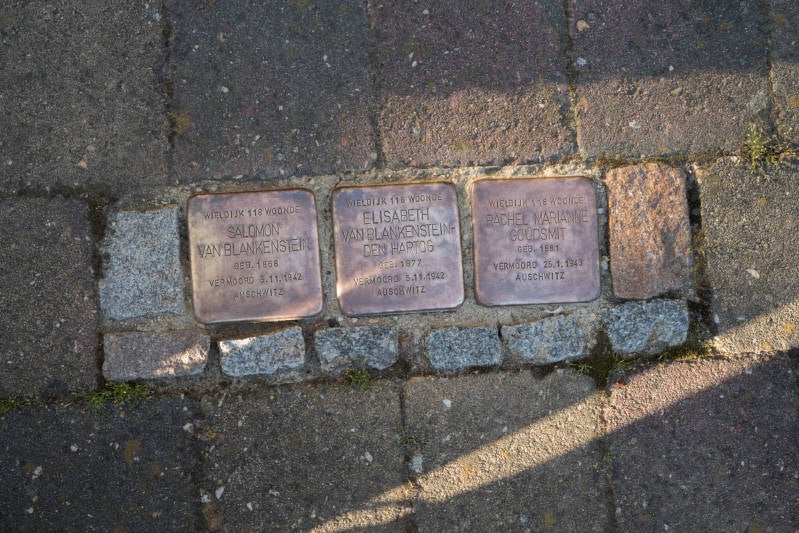 WIELDIJK 118 WOONDE
SALOMON
VAN BLANKENSTEIN
GEB. 1868
VERMOORD 5.11.1942
AUSCHWITZ
WIELDIJK 118 WOONDE
ELISABETH
VAN BLANKENSTEIN-
DEN HARTOG
GEB. 1877
VERMOORD 5.11.1942
AUSCHWITZ
WIELDIJK 118 WOONDE
RACHEL MARIANNE
GOUDSMIT
GEB. 1881
VERMOORD 25.1.1943
AUSCHWITZ